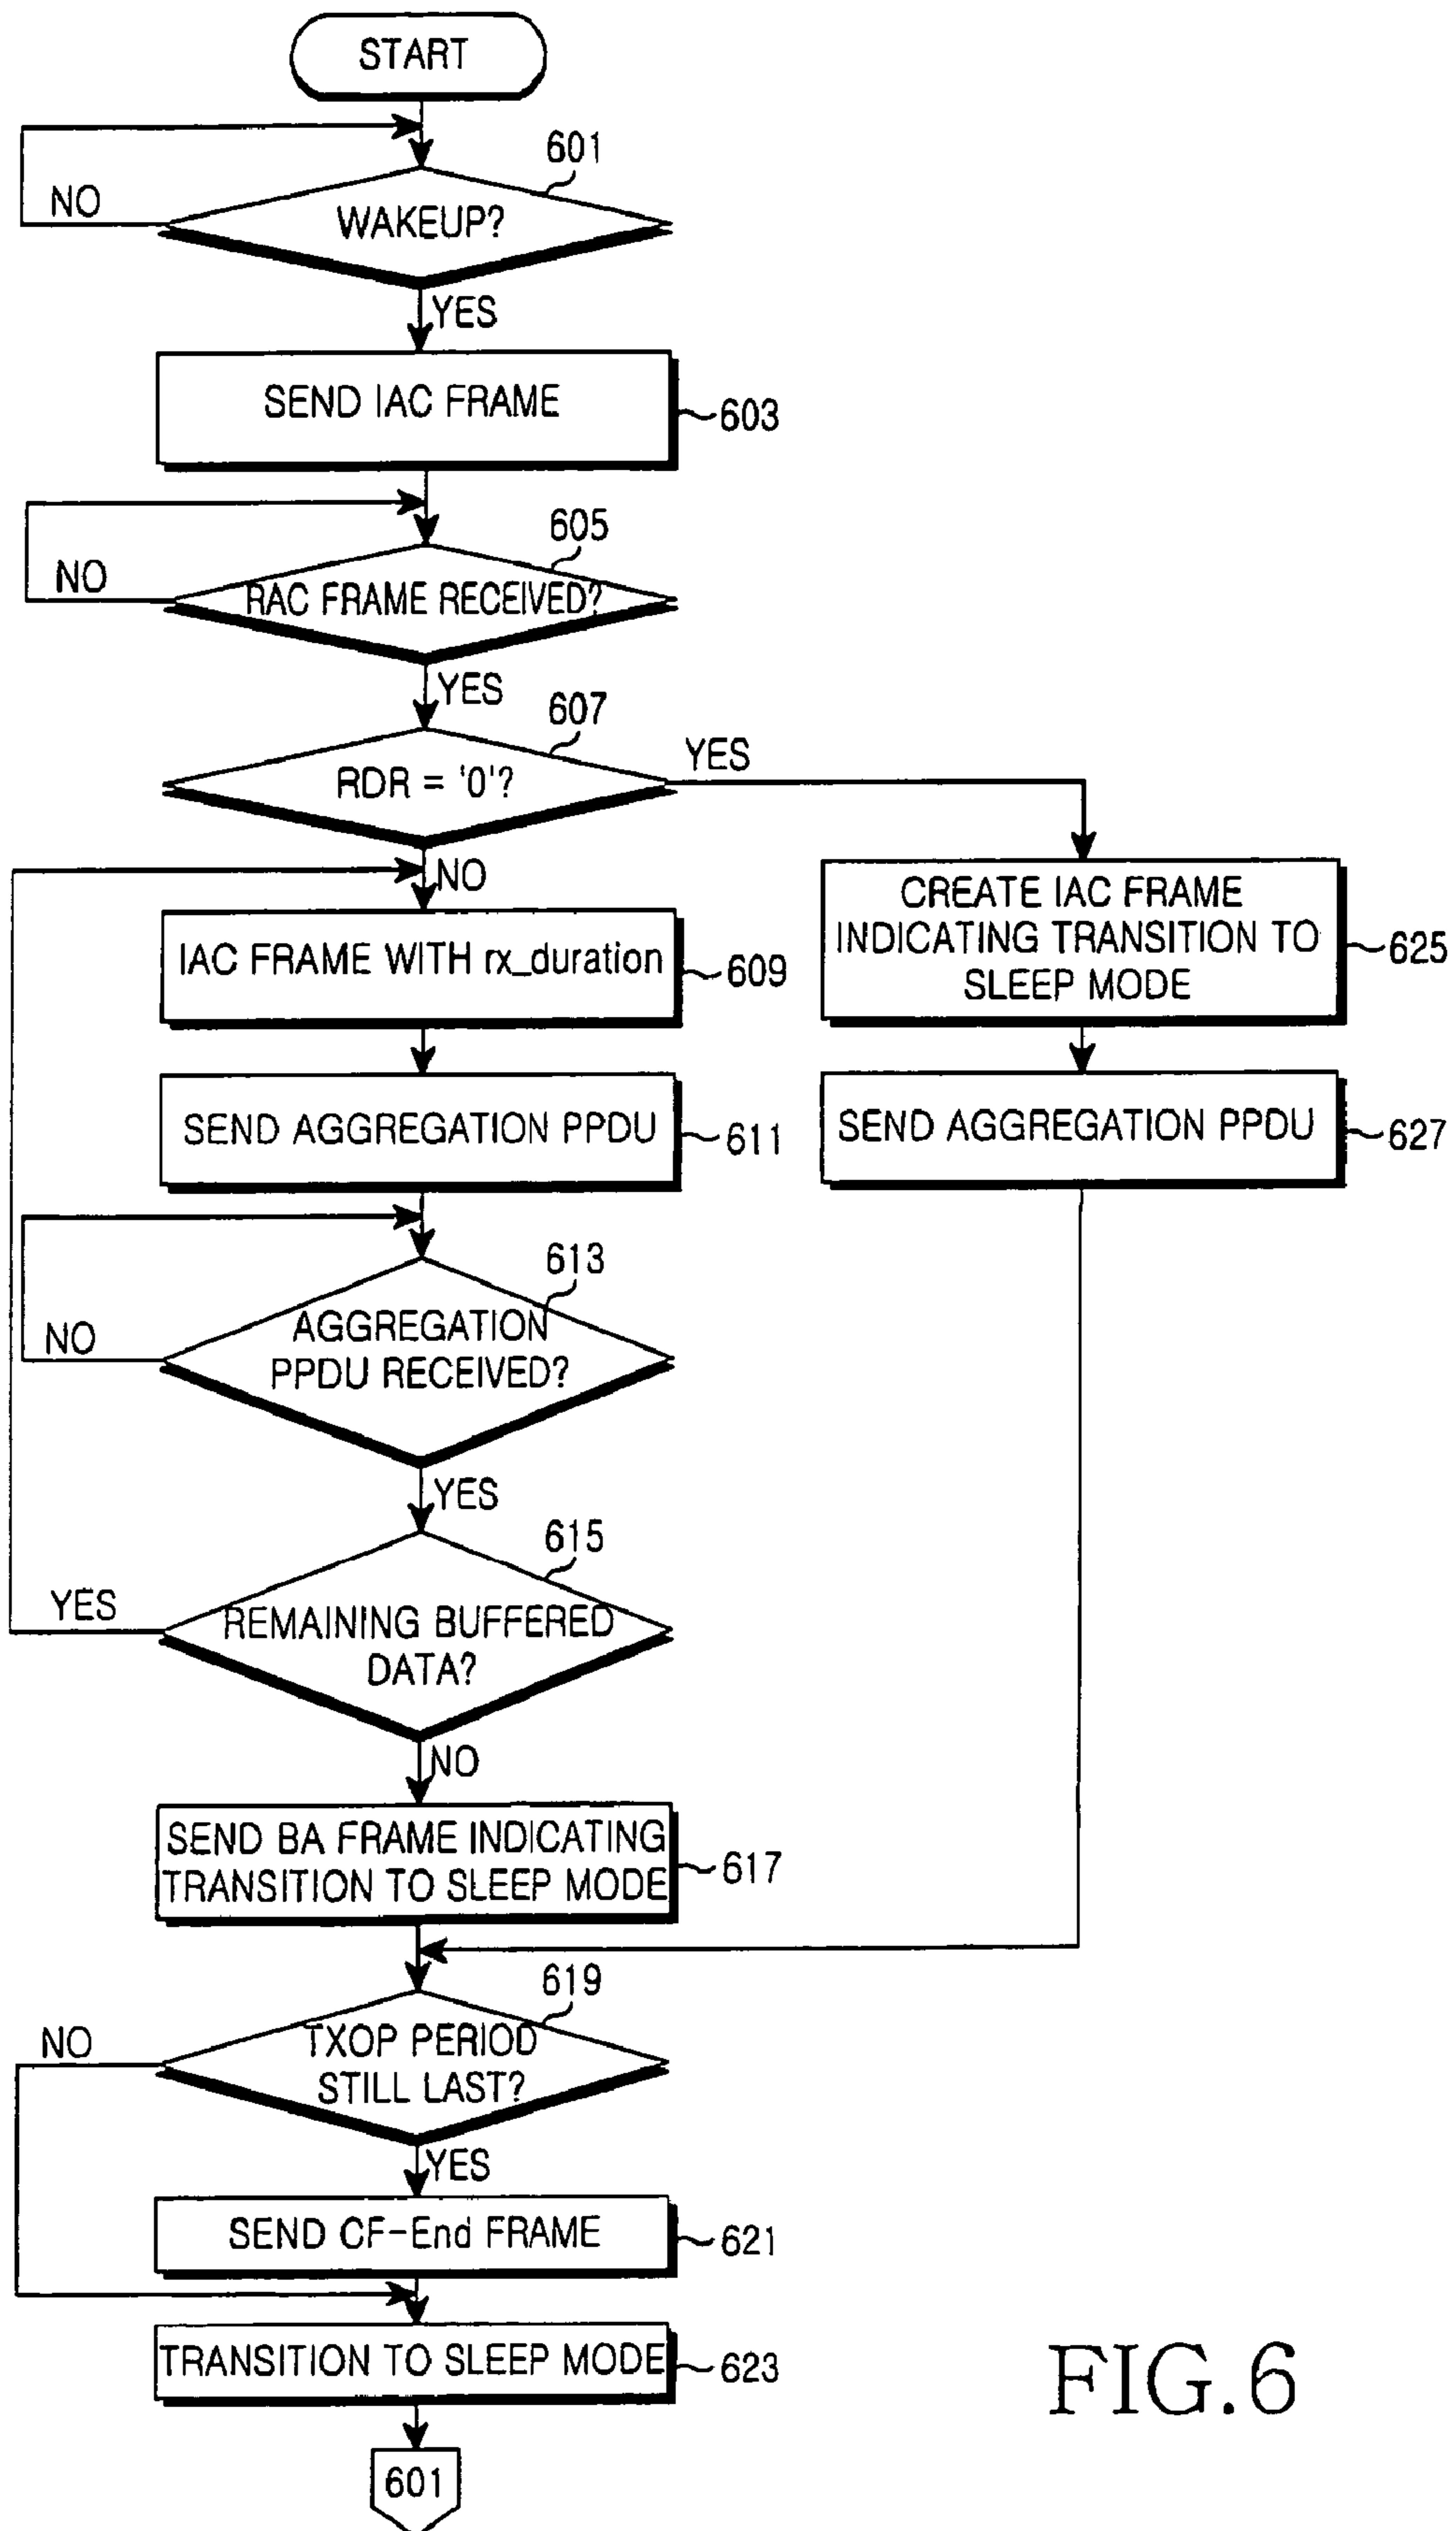 START
601
NO
WAKEUP?
YES
SEND IAC FRAME
603
605
NO
RAC FRAME RECEIVED?
YES
607
YES
RDR = '0'?
NO
CREATE IAC FRAME
INDICATING TRANSITION TO
SLEEP MODE
625
IAC FRAME WITH rx_duration
609
SEND AGGREGATION PPDU
611
SEND AGGREGATION PPDU
627
613
NO
AGGREGATION
PPDU RECEIVED?
YES
615
YES
REMAINING BUFFERED
DATA?
NO
SEND BA FRAME INDICATING
TRANSITION TO SLEEP MODE
617
619
NO
TXOP PERIOD
STILL LAST?
YES
SEND CF-End FRAME
621
TRANSITION TO SLEEP MODE
623
601
FIG.6